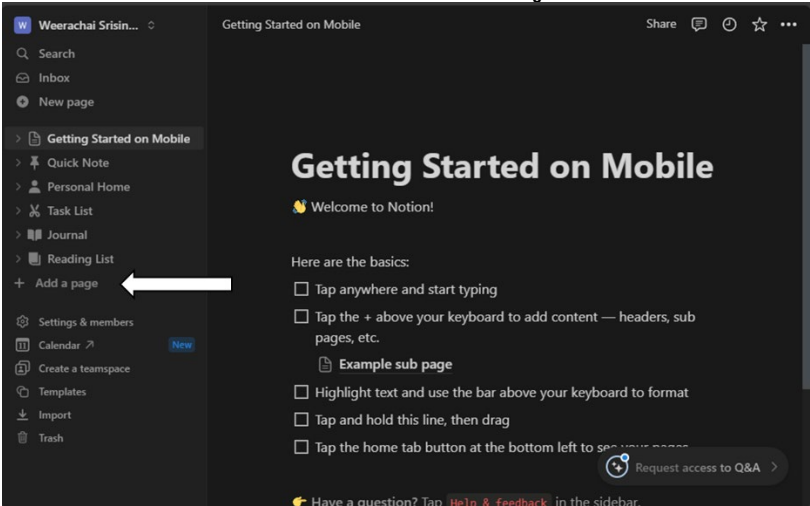 W Weerachai Srisin...
Getting Started on Mobile
Share
Search
Inbox
New page
Getting Started on Mobile
Quick Note
Personal Home
Task List
Journal
Reading List
+ Add a page
Settings & members
11 Calendar ↗ New
Create a teamspace
Templates
Import
Trash
Getting Started on Mobile
👋 Welcome to Notion!
Here are the basics:
Tap anywhere and start typing
Tap the + above your keyboard to add content — headers, sub
pages, etc.
Example sub page
Highlight text and use the bar above your keyboard to format
Tap and hold this line, then drag
Tap the home tab button at the bottom left to see your pages
Request access to Q&A
👉 Have a question? Tap Help & feedback in the sidebar.